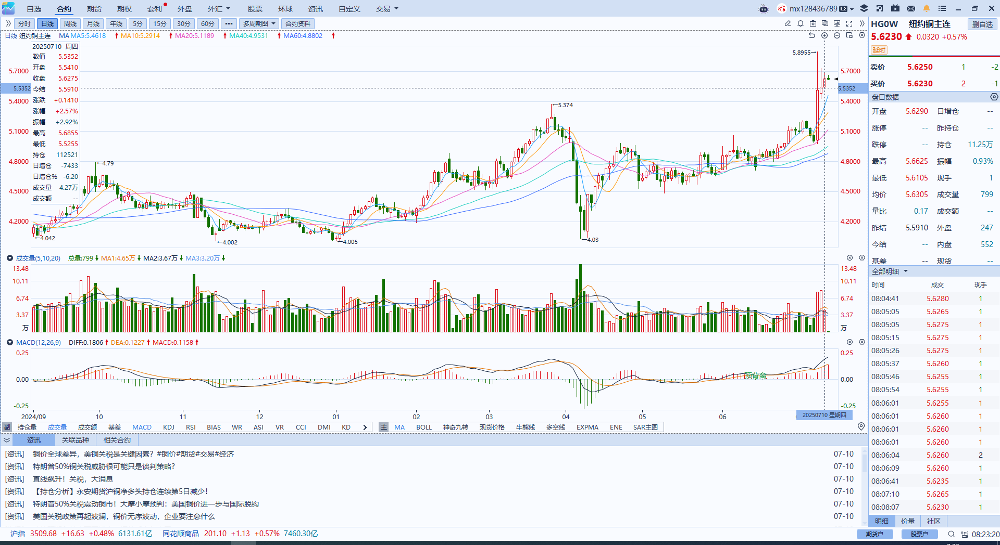 自选 合约 期货 期权 套利 外盘 外汇 股票 环球 资讯 自定义 交易 mx128436789 L2
分时 日线 周线 月线 年线 5分 15分 30分 60分 ••• 多周期图 合约资料
日线 纽约铜主连 MA MA5:5.4618 MA10:5.2914 MA20:5.1189 MA40:4.9531 MA60:4.8802
20250710 周四
数值 5.5352
开盘 5.5410
收盘 5.6275
今结 5.5910
涨跌 +0.1410
涨幅 +2.57%
振幅 +2.92%
最高 5.6855
最低 5.5255
持仓 112521
日增仓 -7433
日增仓% -6.20
成交量 4.27万
成交额 --
5.7000
5.5352
5.4000
5.1000
4.8000
4.5000
4.2000
5.8955
5.374
4.79
4.042
4.002
4.005
4.03
5.7000
5.5352
5.4000
5.1000
4.8000
4.5000
4.2000
成交量(5,10,20) 总量:799 MA1:4.65万 MA2:3.67万 MA3:3.20万
13.48 13.48
10.11 10.11
6.74 6.74
3.37 3.37
万 万
MACD(12,26,9) DIFF:0.1806 DEA:0.1227 MACD:0.1158
0.25 0.25
0.00 0.00
-0.25 -0.25
2024/09 10 11 12 01 02 03 04 05 06 20250710 星期四
副 持仓量 成交量 成交额 基差 MACD KDJ RSI BIAS WR ASI VR CCI DMI KD 主 MA BOLL 神奇九转 现货价格 牛熊线 多空线 EXPMA ENE SAR主图
资讯 关联品种 相关合约
[资讯] 铜价全球差异，美铜关税是关键因素？#铜价#期货#交易#经济 07-10
[资讯] 特朗普50%铜关税威胁很可能只是谈判策略？ 07-10
[资讯] 直线飙升！关税，大消息 07-10
[资讯] 【持仓分析】永安期货沪铜净多头持仓连续第5日减少！ 07-10
[资讯] 特朗普50%关税震动铜市！大摩小摩预判：美国铜价进一步与国际脱钩 07-10
[资讯] 美国关税政策再起波澜，铜价无序波动，企业要注意什么 07-10
HG0W 纽约铜主连 删自选
5.6230 0.0320 +0.57%
延时
卖价 5.6250 1 -2
买价 5.6230 2 -1
盘口数据
开盘 5.6290 日增仓 --
涨停 -- 昨持仓 --
跌停 -- 持仓 11.25万
最高 5.6625 振幅 0.93%
最低 5.6105 现手 1
均价 5.6305 成交量 799
量比 0.17 成交额 --
昨结 5.5910 外盘 247
今结 -- 内盘 552
基差 -- 现货 --
全部明细
时间 成交 现手
08:04:41 5.6280 1
08:05:05 5.6265 1
08:05:05 5.6275 1
08:05:15 5.6275 1
08:05:26 5.6275 1
08:05:37 5.6260 1
08:05:46 5.6255 1
08:05:54 5.6255 1
08:06:01 5.6255 1
08:06:01 5.6260 1
08:06:01 5.6260 1
08:06:01 5.6260 1
08:06:04 5.6260 2
08:06:09 5.6260 1
08:06:41 5.6235 1
08:07:10 5.6265 1
08:08:07 5.6230 1
明细 价量 社区
沪指 3509.68 +16.63 +0.48% 6131.61亿 同花顺商品 201.10 +1.13 +0.57% 7460.30亿 期货户 股票户 08:23:20